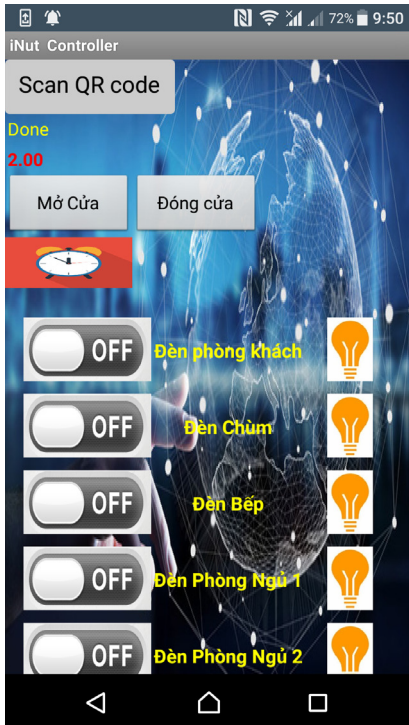 72% 9:50
iNut Controller
Scan QR code
Done
2.00
Mở Cửa Đóng cửa
OFF Đèn phòng khách
OFF Đèn Chùm
OFF Đèn Bếp
OFF Đèn Phòng Ngủ 1
OFF Đèn Phòng Ngủ 2